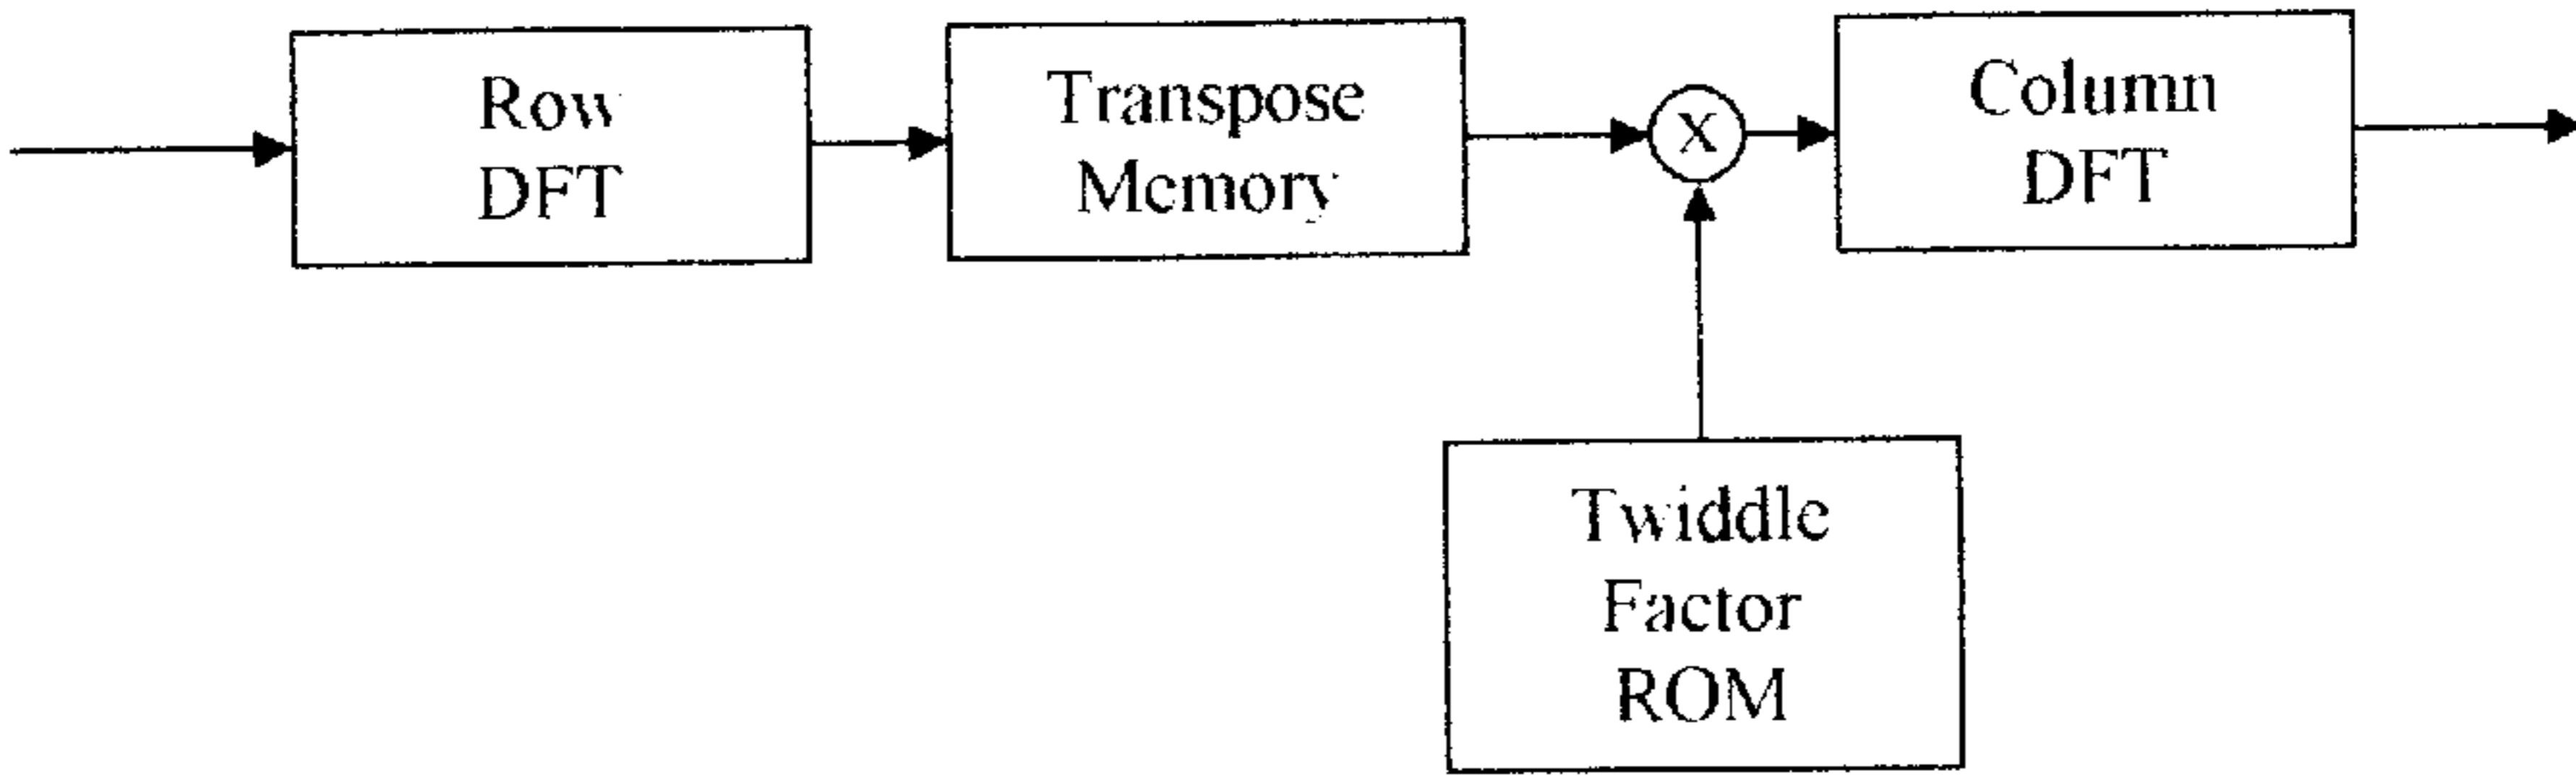 Row
DFT
Transpose
Memory
X
Column
DFT
Twiddle
Factor
ROM